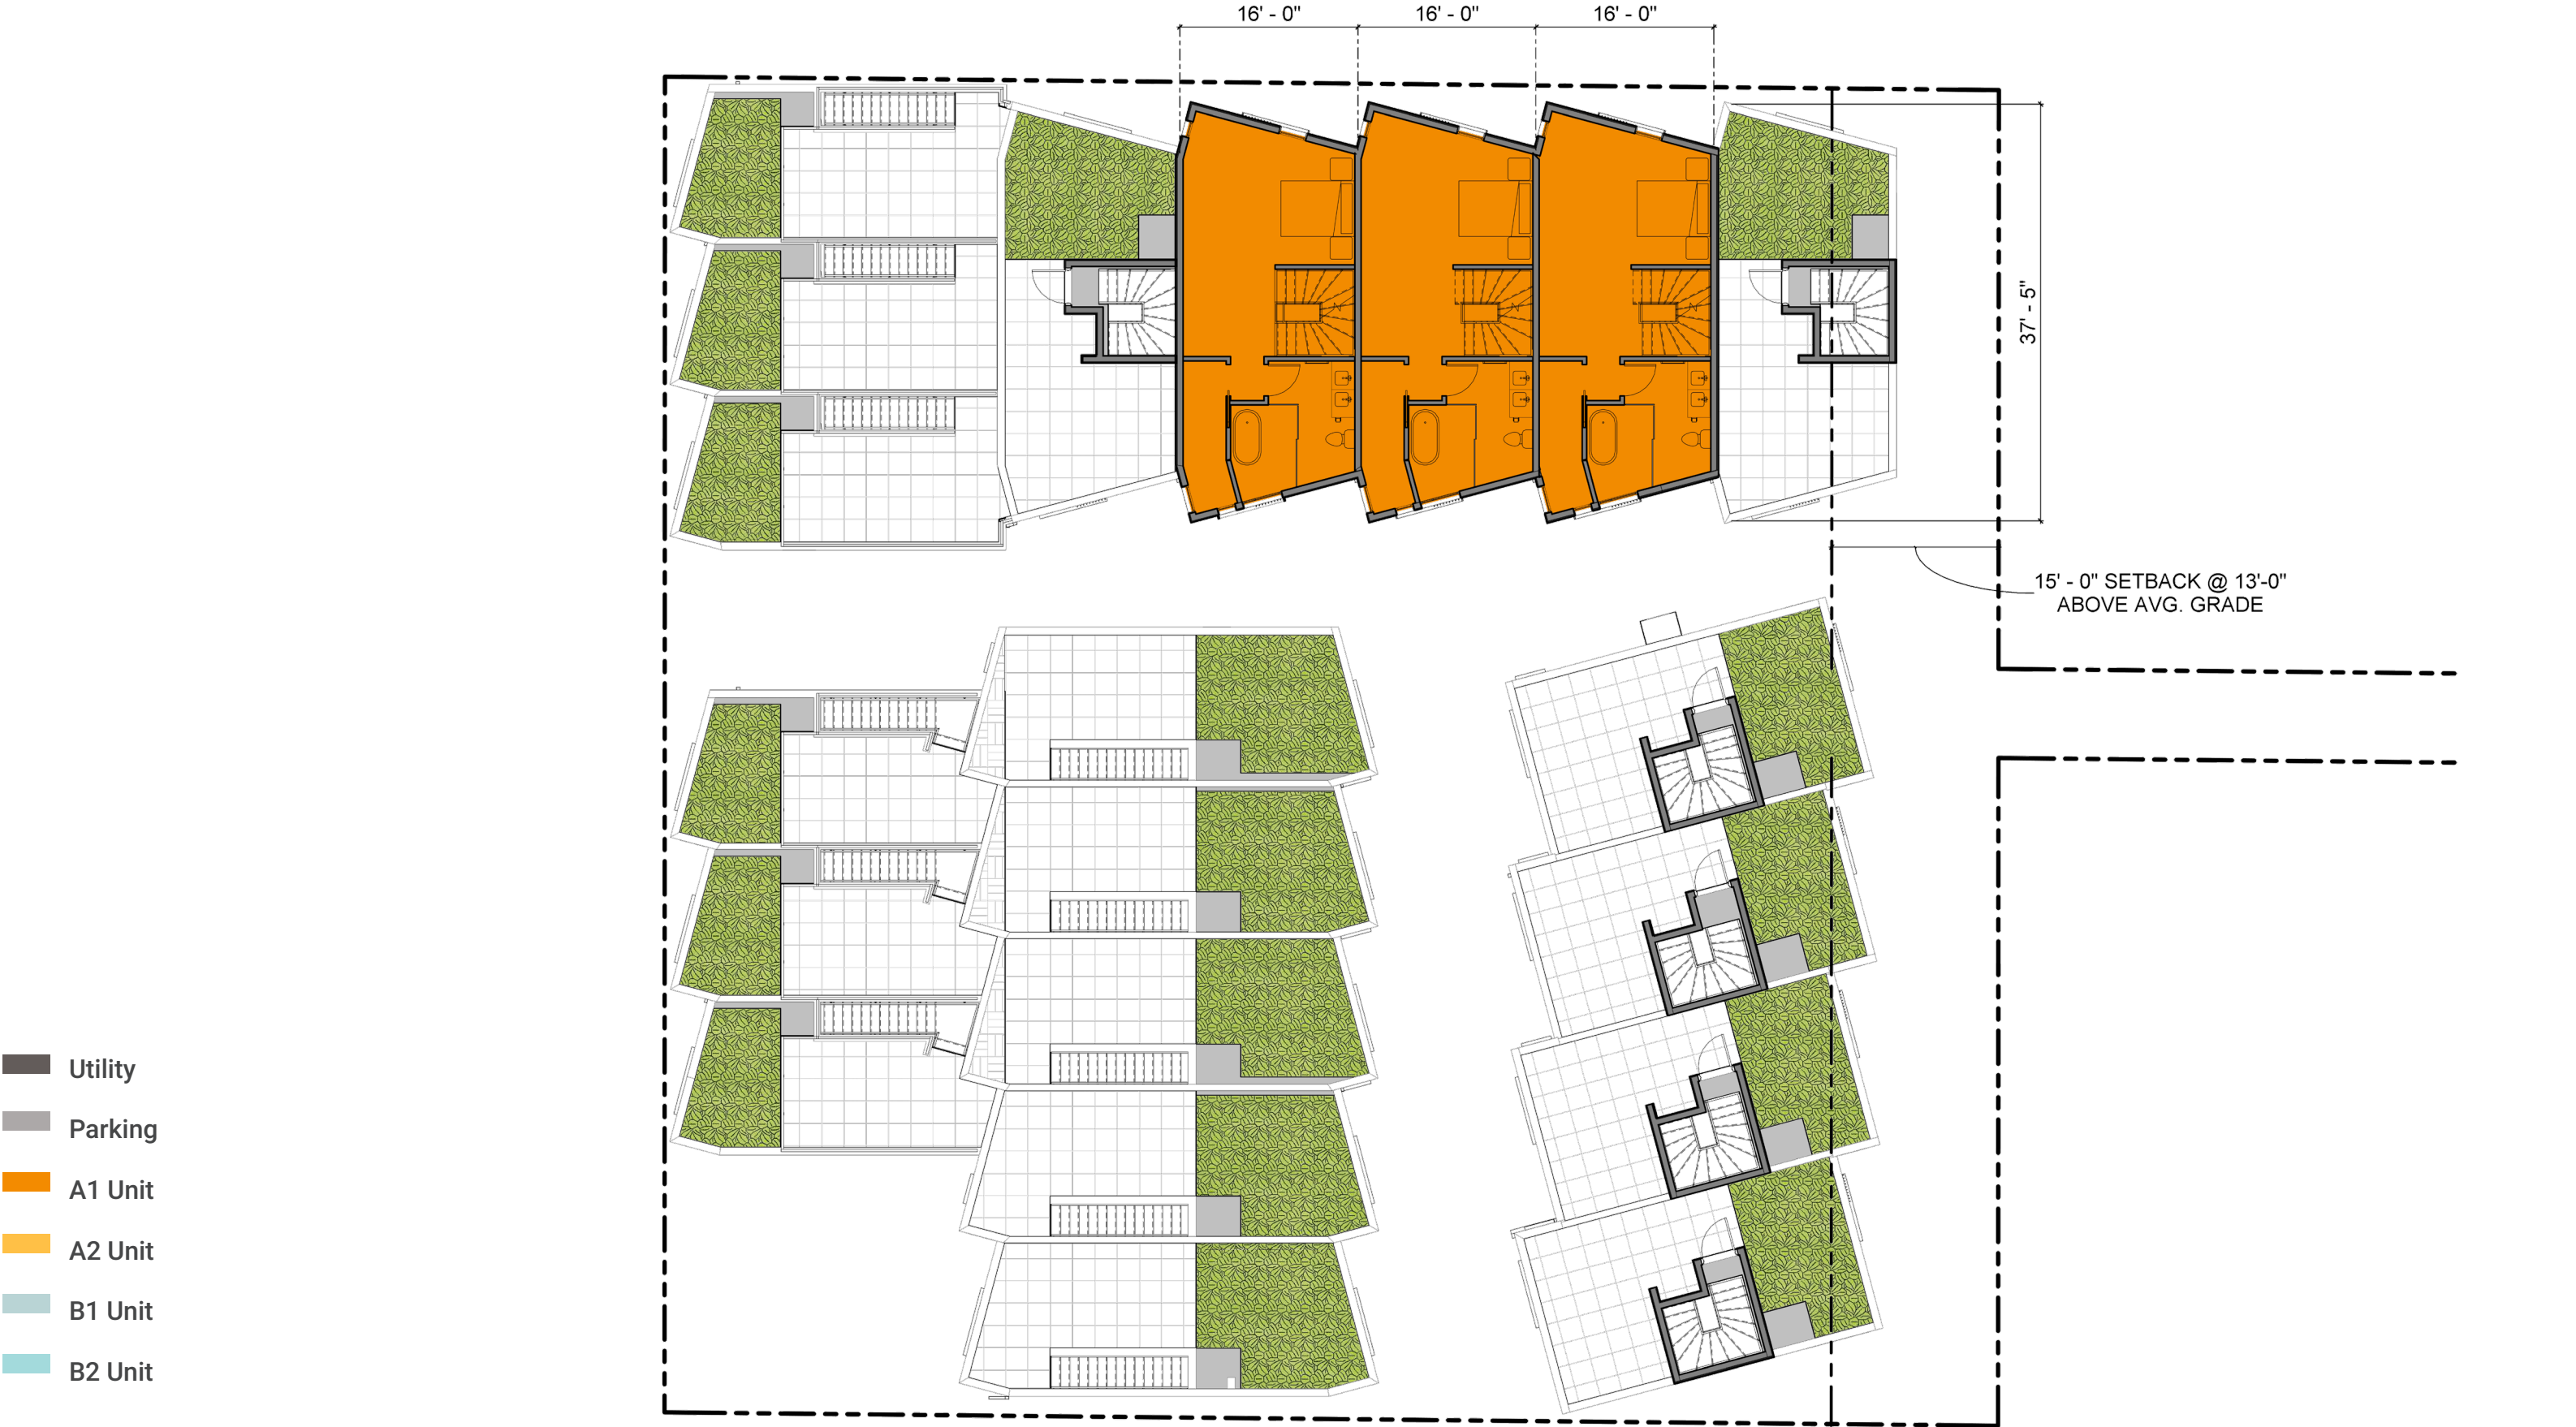 16' - 0" 16' - 0" 16' - 0"
37' - 5"
15' - 0" SETBACK @ 13'-0"
ABOVE AVG. GRADE
Utility
Parking
A1 Unit
A2 Unit
B1 Unit
B2 Unit